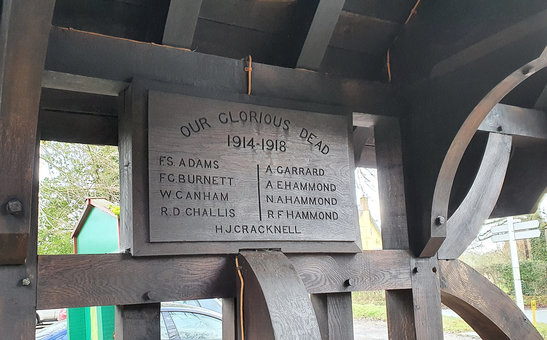 OUR GLORIOUS DEAD
1914-1918
F.S. ADAMS
F.G. BURNETT
W. CANHAM
R.D. CHALLIS
A. GARRARD
A. E. HAMMOND
N. A. HAMMOND
R. F. HAMMOND
H.J. CRACKNELL